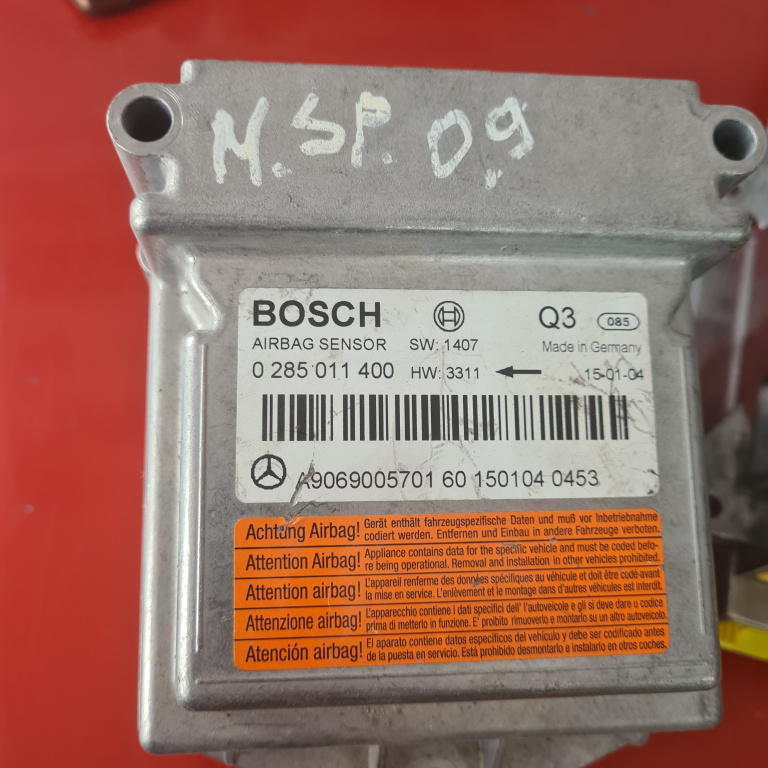 M.SP. 09
BOSCH Q3 085
AIRBAG SENSOR SW: 1407 Made in Germany
0 285 011 400 HW: 3311 15-01-04
A9069005701 60 150104 0453
Achtung Airbag! Gerät enthält fahrzeugspezifische Daten und muß vor Inbetriebnahme
codiert werden. Entfernen und Einbau in andere Fahrzeuge verboten.
Attention Airbag! Appliance contains data for the specific vehicle and must be coded befo-
re being operational. Removal and installation in other vehicles prohibited.
Attention airbag! L'appareil renferme des données spécifiques au véhicule et doit être codé-avant
la mise en service. L'enlèvement et le montage dans d'autres véhicules est interdit.
Attenzione airbag! L'apparecchio contiene i dati specifici dell' l'autoveicolo e gli si deve dare u codice
prima di metterlo in funzione. E' proibito rimuoverlo e montarlo su un altro autoveicolo.
Atención airbag! El aparato contiene datos específicos del vehículo y debe ser codificado antes
de la puesta en servicio. Está prohibido desmontarlo e instalarlo en otros coches.